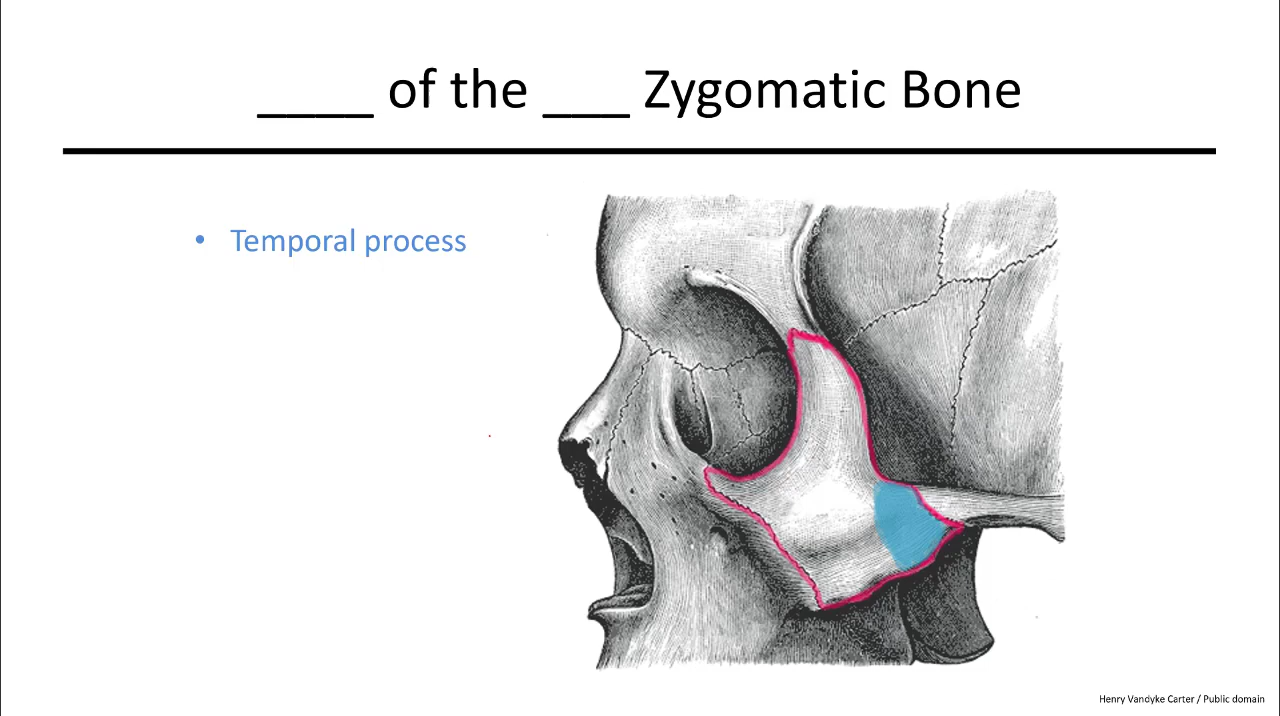 ____ of the ___ Zygomatic Bone
• Temporal process
Henry Vandyke Carter / Public domain